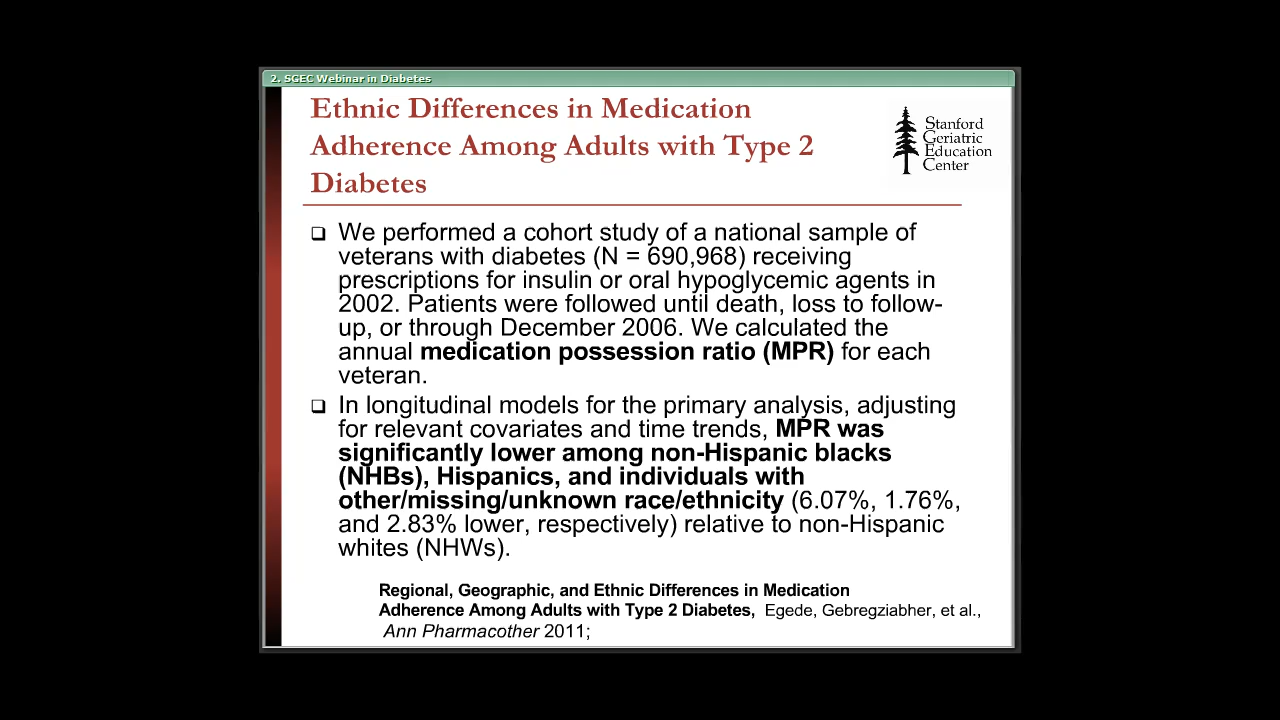 2. SGEC Webinar in Diabetes
Ethnic Differences in Medication
Adherence Among Adults with Type 2
Diabetes
Stanford
Geriatric
Education
Center
We performed a cohort study of a national sample of
veterans with diabetes (N = 690,968) receiving
prescriptions for insulin or oral hypoglycemic agents in
2002. Patients were followed until death, loss to follow-
up, or through December 2006. We calculated the
annual medication possession ratio (MPR) for each
veteran.
In longitudinal models for the primary analysis, adjusting
for relevant covariates and time trends, MPR was
significantly lower among non-Hispanic blacks
(NHBs), Hispanics, and individuals with
other/missing/unknown race/ethnicity (6.07%, 1.76%,
and 2.83% lower, respectively) relative to non-Hispanic
whites (NHWs).
Regional, Geographic, and Ethnic Differences in Medication
Adherence Among Adults with Type 2 Diabetes, Egede, Gebregziabher, et al.,
Ann Pharmacother 2011;